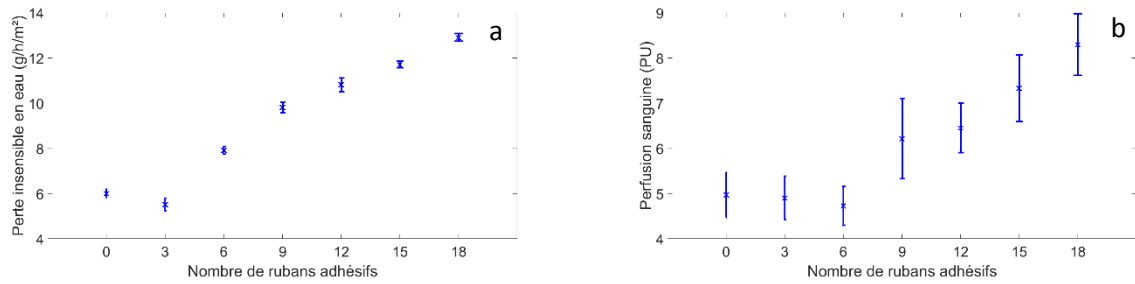 a
Perte insensible en eau (g/h/m²)
14
12
10
8
6
4
0 3 6 9 12 15 18
Nombre de rubans adhésifs
b
Perfusion sanguine (PU)
9
8
7
6
5
4
0 3 6 9 12 15 18
Nombre de rubans adhésifs